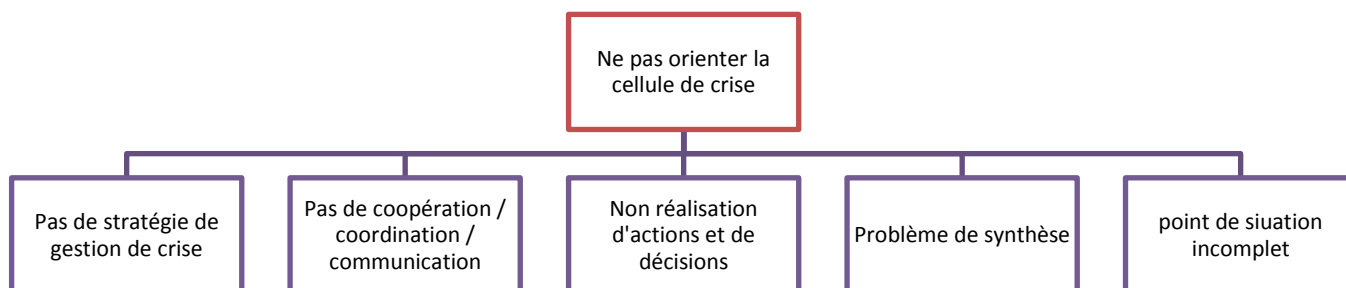 Ne pas orienter la
cellule de crise
Pas de stratégie de
gestion de crise
Pas de coopération /
coordination /
communication
Non réalisation
d'actions et de
décisions
Problème de synthèse
point de siuation
incomplet